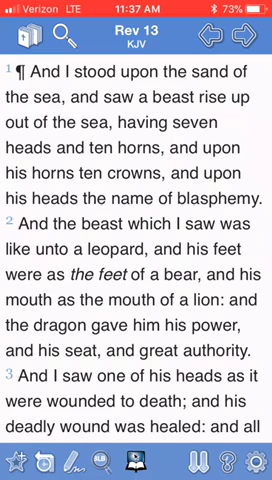 Verizon LTE 11:37 AM 73%
Rev 13
KJV
1 ¶ And I stood upon the sand of
the sea, and saw a beast rise up
out of the sea, having seven
heads and ten horns, and upon
his horns ten crowns, and upon
his heads the name of blasphemy.
2 And the beast which I saw was
like unto a leopard, and his feet
were as the feet of a bear, and his
mouth as the mouth of a lion: and
the dragon gave him his power,
and his seat, and great authority.
3 And I saw one of his heads as it
were wounded to death; and his
deadly wound was healed: and all
BLB